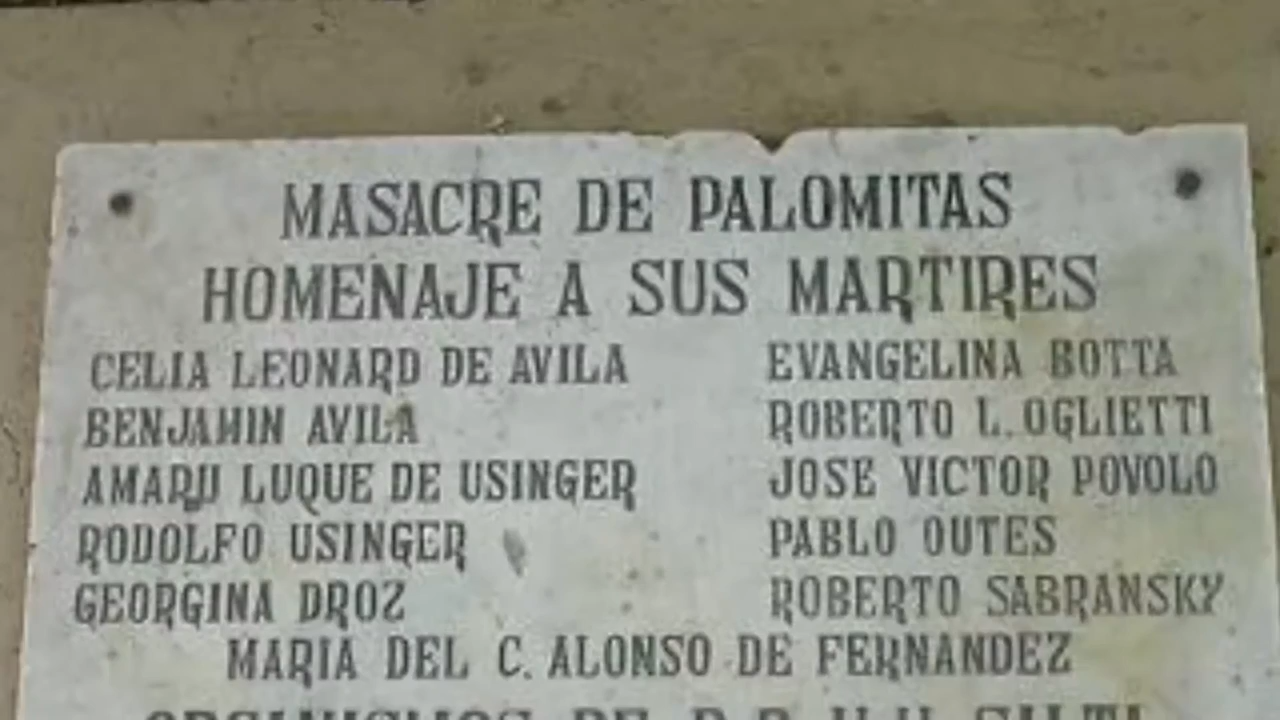 MASACRE DE PALOMITAS
HOMENAJE A SUS MARTIRES
CELIA LEONARD DE AVILA
BENJAMIN AVILA
AMARU LUQUE DE USINGER
RODOLFO USINGER
GEORGINA DROZ
EVANGELINA BOTTA
ROBERTO L. OGLIETTI
JOSE VICTOR POVOLO
PABLO OUTES
ROBERTO SABRANSKY
MARIA DEL C. ALONSO DE FERNANDEZ